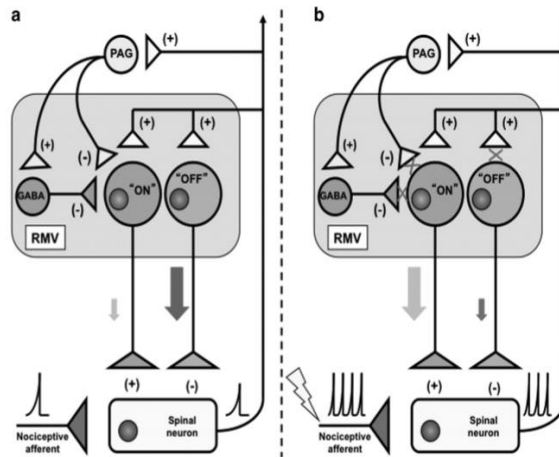 a
PAG
(+)
(+)
(+)
(+)
(-)
GABA
(-)
"ON"
"OFF"
RMV
(+)
(-)
Nociceptive
afferent
Spinal
neuron
b
PAG
(+)
(+)
(+)
(+)
(-)
GABA
(-)
"ON"
"OFF"
RMV
(+)
(-)
Nociceptive
afferent
Spinal
neuron